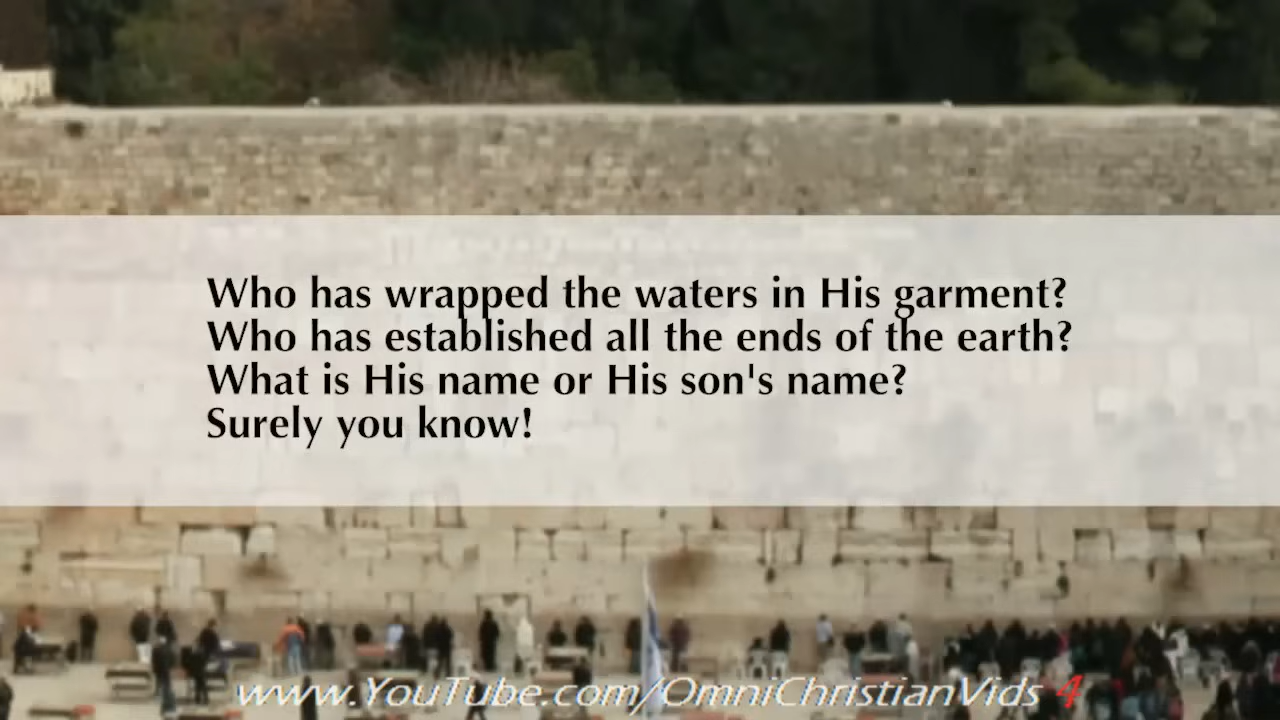 Who has wrapped the waters in His garment?
Who has established all the ends of the earth?
What is His name or His son's name?
Surely you know!
www.YouTube.com/OmniChristianVids 4